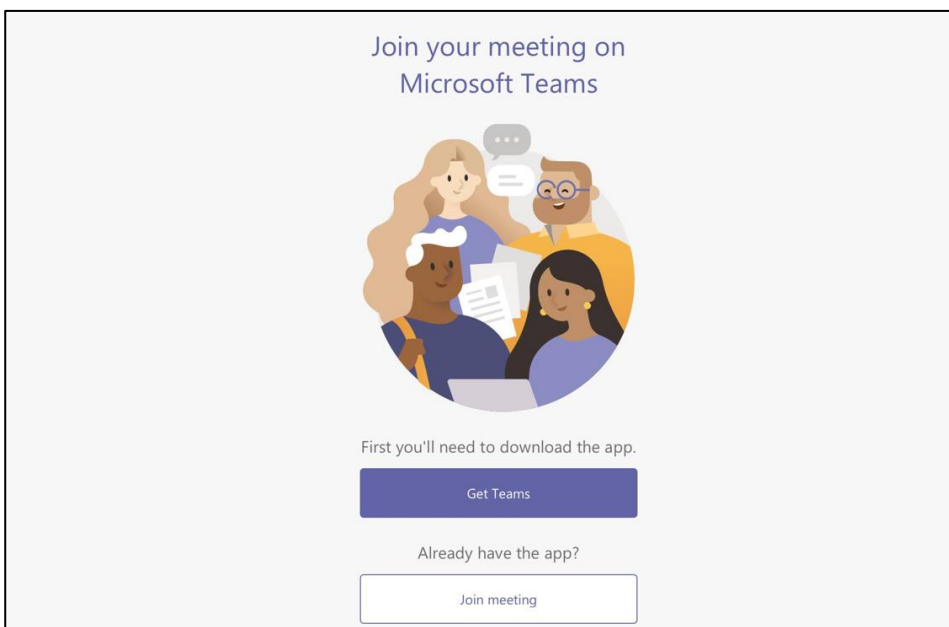 Join your meeting on
Microsoft Teams
First you'll need to download the app.
Get Teams
Already have the app?
Join meeting